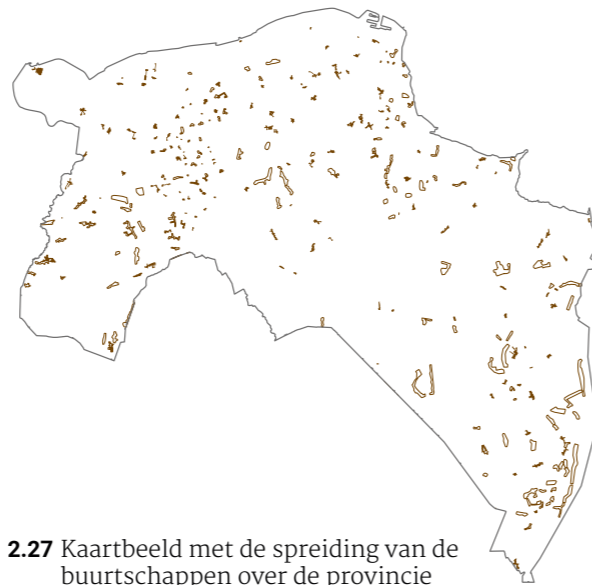 2.27 Kaartbeeld met de spreiding van de
buurtschappen over de provincie